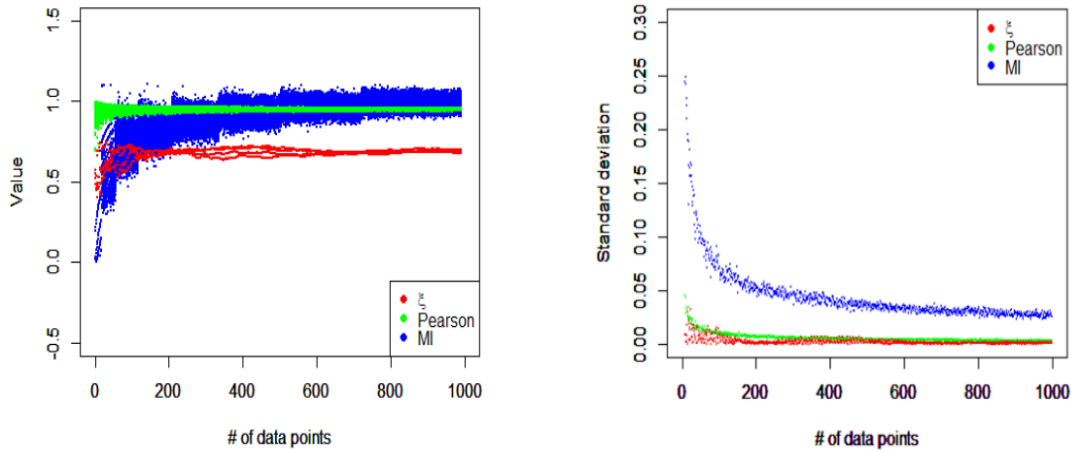 Value
1.5
1.0
0.5
0.0
-0.5
ξ
Pearson
MI
0
200
400
600
800
1000
# of data points
Standard deviation
0.30
0.25
0.20
0.15
0.10
0.05
0.00
ξ
Pearson
MI
0
200
400
600
800
1000
# of data points